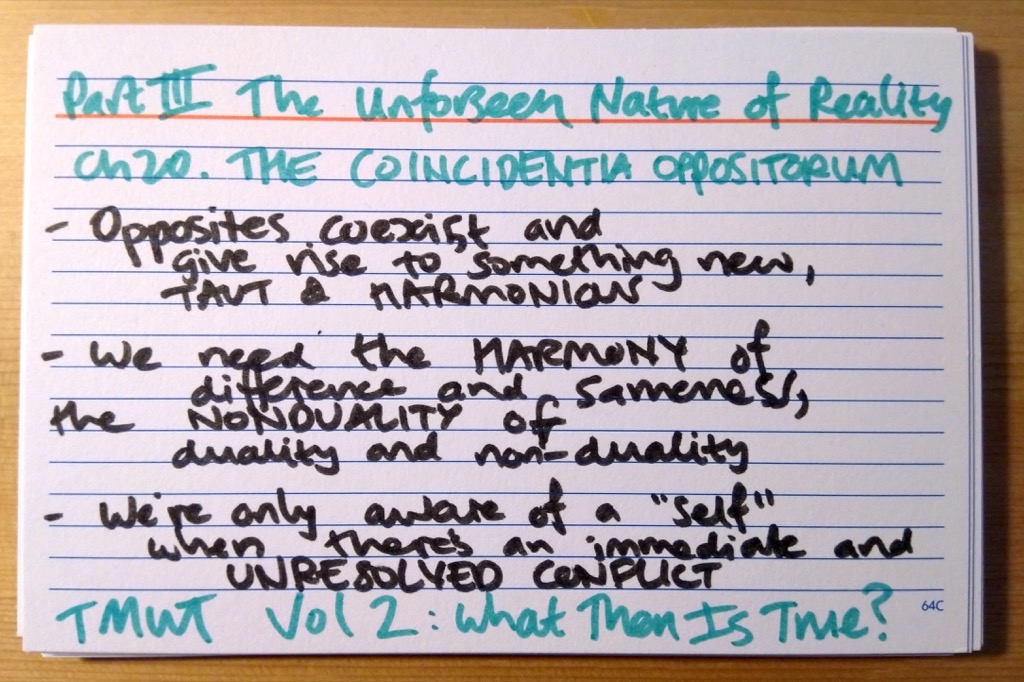 Part III The Unforseen Nature of Reality
Ch20. THE COINCIDENTIA OPPOSITORUM
- Opposites coexist and
give rise to something new,
TAUT & HARMONIOUS
- We need the HARMONY of
difference and sameness,
the NONDUALITY of
duality and non-duality
- We're only aware of a "self"
when there's an immediate and
UNRESOLVED CONFLICT
64C
TMWT Vol 2: What Then Is True?